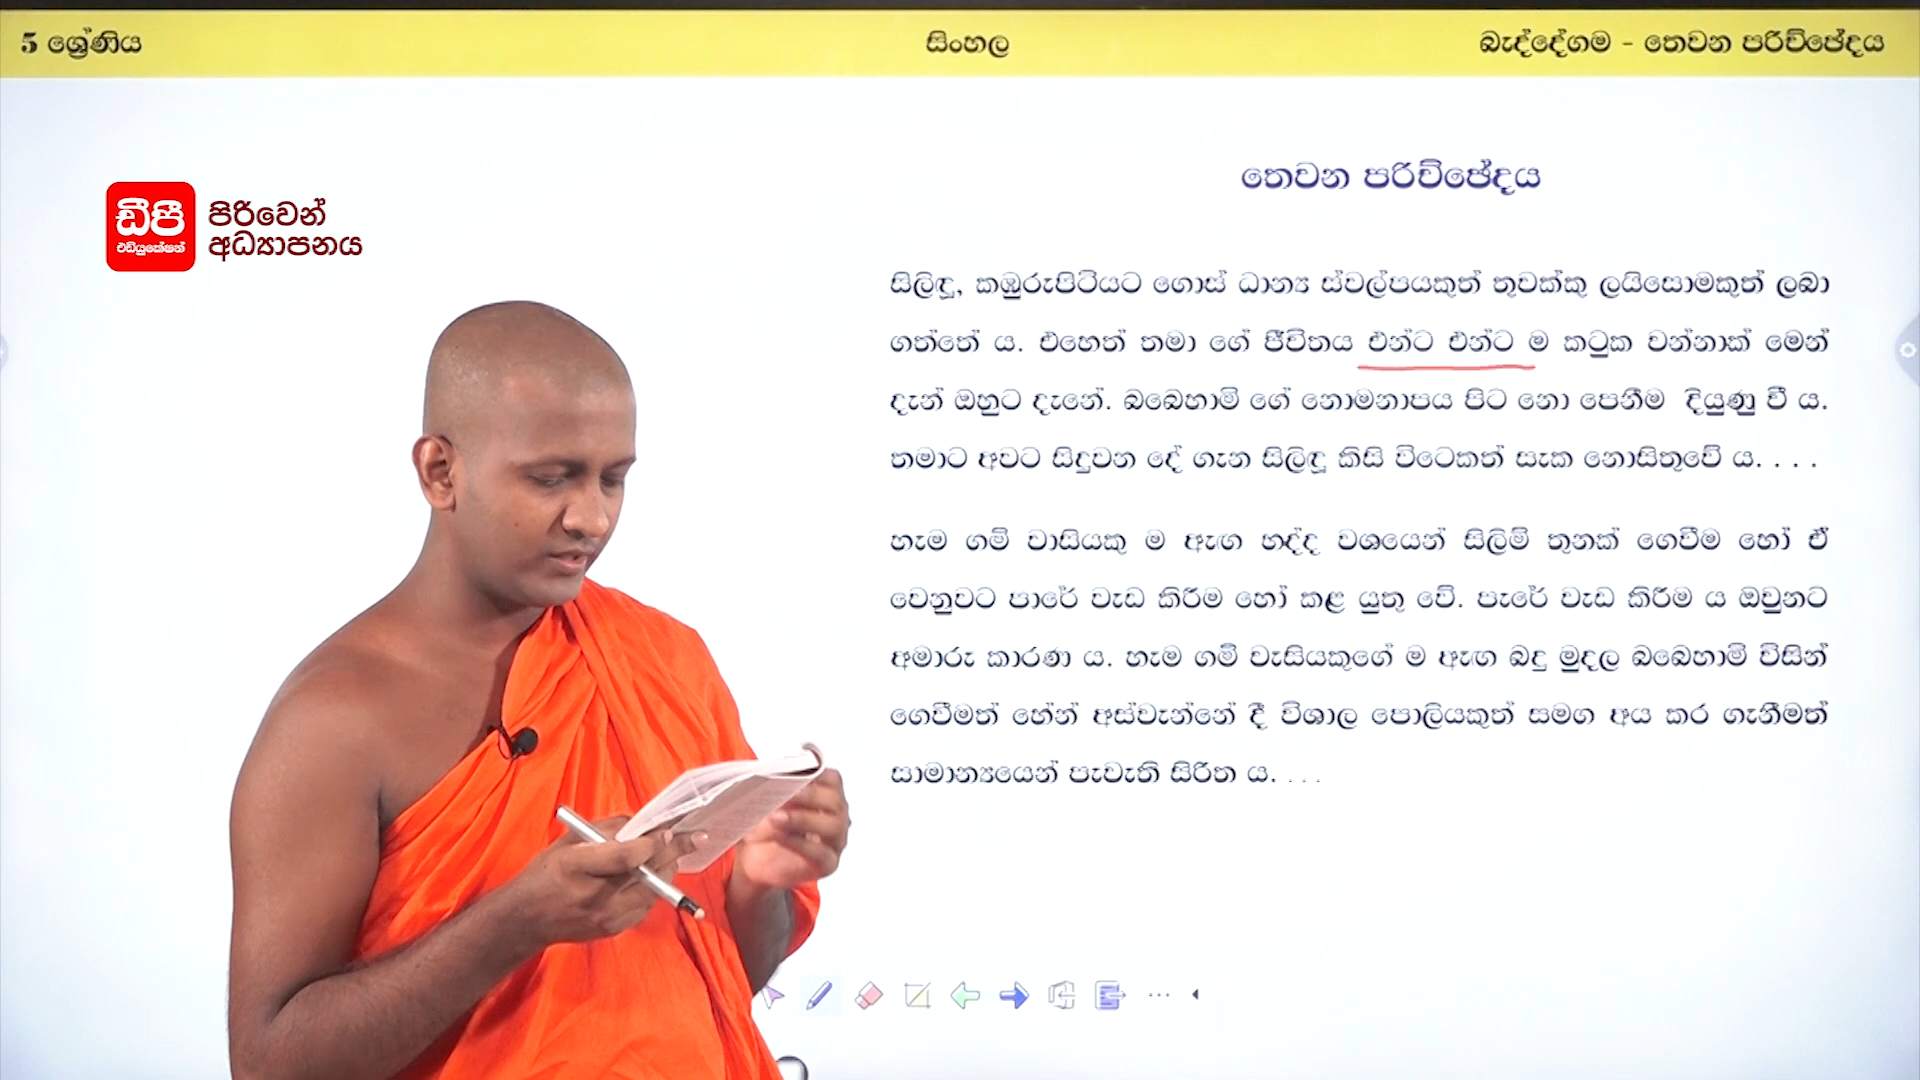 5 ශ්‍රේණිය
සිංහල
බැද්දේගම - තෙවන පරිච්ඡේදය
ඩීපී
එඩියුකේෂන්
පිරිවෙන්
අධ්‍යාපනය
තෙවන පරිච්ඡේදය
සිලිඳූ, කඹුරුපිටියට ගොස් ධාන්‍ය ස්වල්පයකුත් තුවක්කු ලයිසොමකුත් ලබා
ගත්තේ ය. එහෙත් තමා ගේ ජීවිතය එන්ට එන්ට ම කටුක වන්නාක් මෙන්
දැන් ඔහුට දැනේ. බබෙහාමි ගේ නොමනාපය පිට නො පෙනීම දියුණු වී ය.
තමාට අවට සිදුවන දේ ගැන සිලිඳූ කිසි විටෙකත් සැක නොසිතුවේ ය. . . .
හැම ගම් වාසියකු ම ඇඟ හද්ද වශයෙන් සිලිම් තුනක් ගෙවීම හෝ ඒ
වෙනුවට පාරේ වැඩ කිරීම හෝ කළ යුතු වේ. පැරේ වැඩ කිරීම ය ඔවුනට
අමාරු කාරණ ය. හැම ගම් වැසියකුගේ ම ඇඟ බදු මුදල බබෙහාමි විසින්
ගෙවීමත් හේන් අස්වැන්නේ දී විශාල පොලියකුත් සමග අය කර ගැනීමත්
සාමාන්‍යයෙන් පැවැති සිරිත ය. . . .